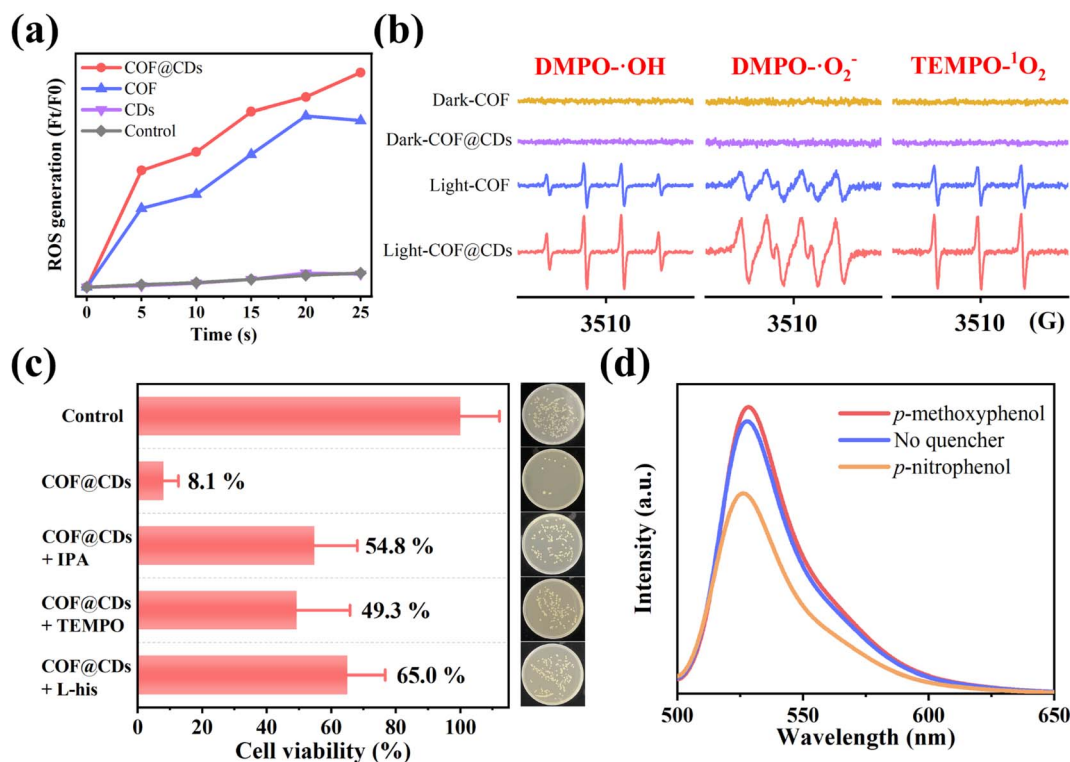 (a)
ROS generation (Ft/F0)
COF@CDs
COF
CDs
Control
0 5 10 15 20 25
Time (s)
(b)
DMPO-·OH DMPO-·O₂⁻ TEMPO-¹O₂
Dark-COF
Dark-COF@CDs
Light-COF
Light-COF@CDs
3510 3510 3510 (G)
(c)
Control
COF@CDs 8.1 %
COF@CDs
+ IPA
54.8 %
COF@CDs
+ TEMPO
49.3 %
COF@CDs
+ L-his
65.0 %
0 20 40 60 80 100
Cell viability (%)
(d)
Intensity (a.u.)
p-methoxyphenol
No quencher
p-nitrophenol
500 550 600 650
Wavelength (nm)